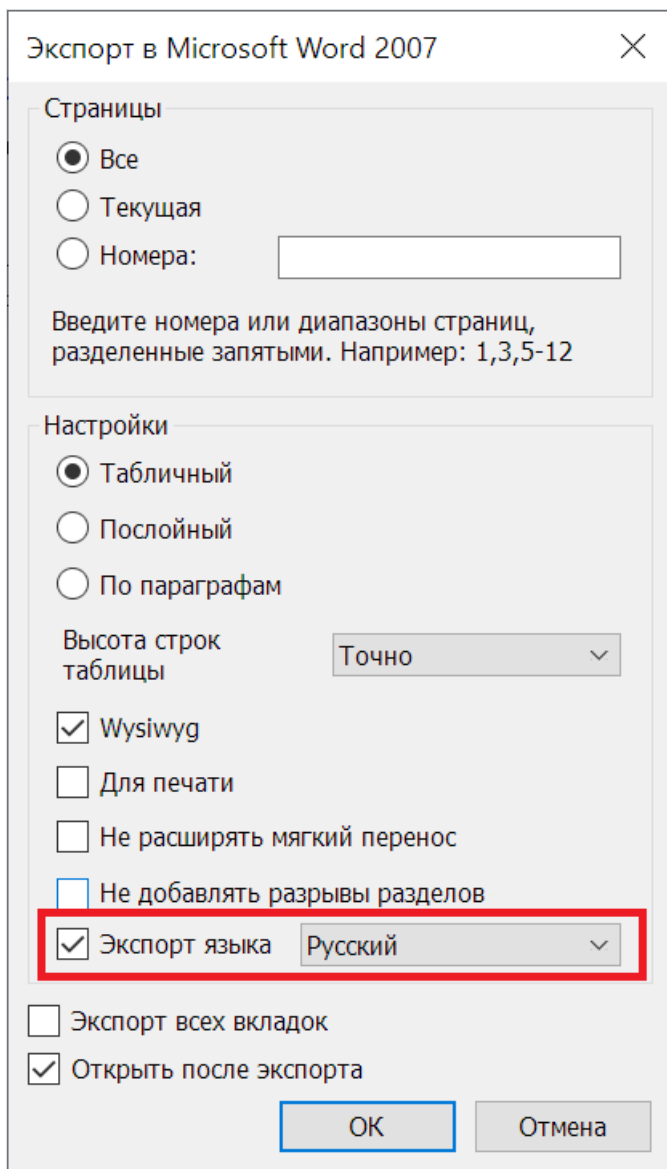 Экспорт в Microsoft Word 2007
Страницы
Все
Текущая
Номера:
Введите номера или диапазоны страниц,
разделенные запятыми. Например: 1,3,5-12
Настройки
Табличный
Послойный
По параграфам
Высота строк
таблицы
Точно
Wysiwyg
Для печати
Не расширять мягкий перенос
Не добавлять разрывы разделов
Экспорт языка Русский
Экспорт всех вкладок
Открыть после экспорта
ОК Отмена